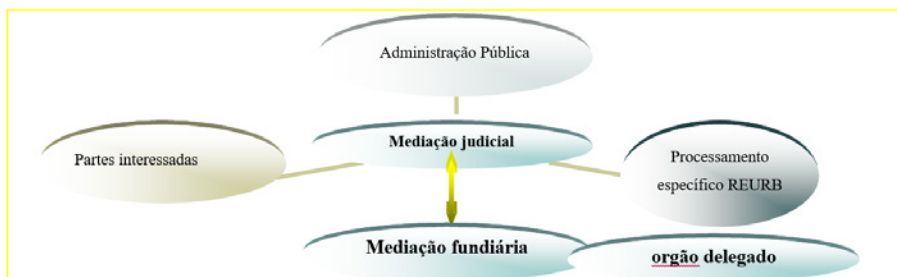 Administração Pública
Mediação judicial
Partes interessadas
Processamento
específico REURB
Mediação fundiária
orgão delegado